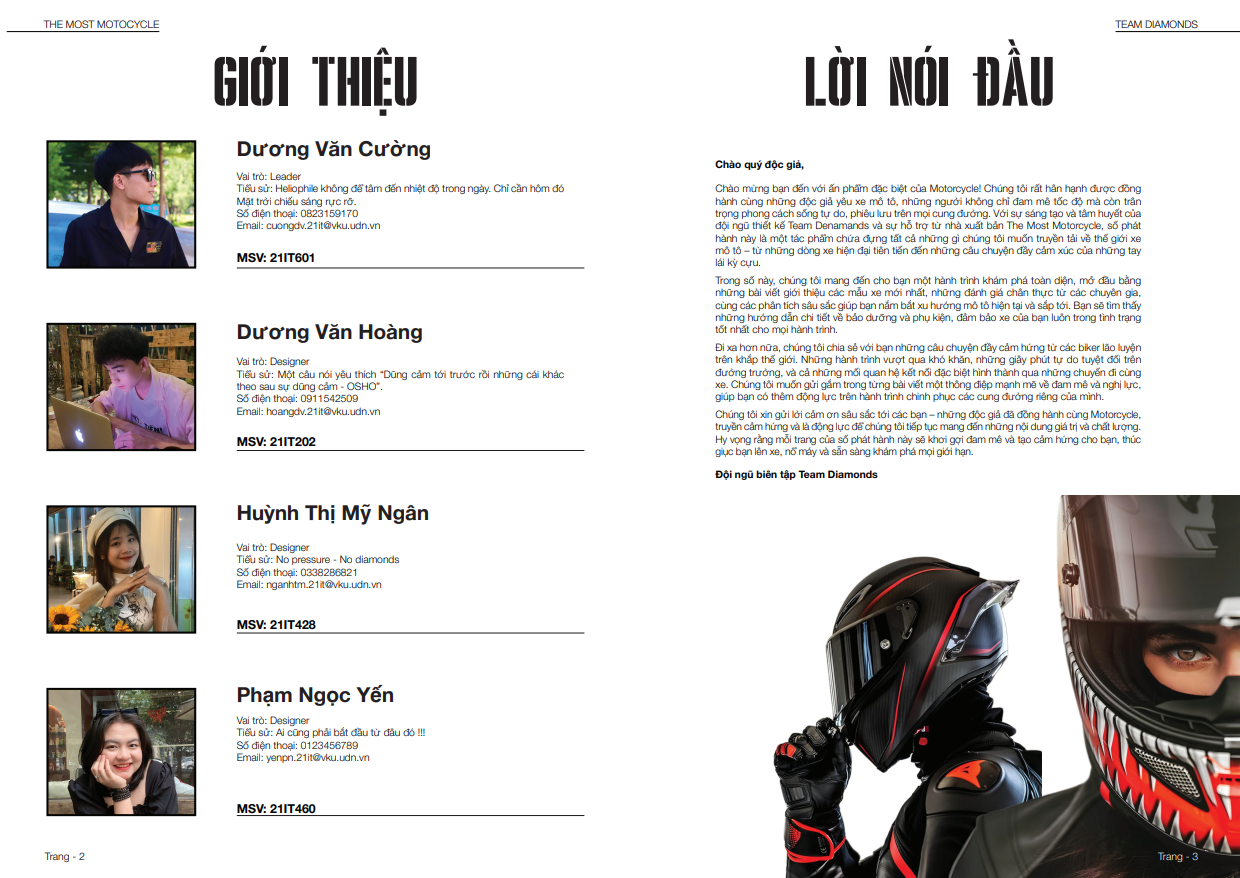 THE MOST MOTOCYCLE
GIỚI THIỆU
Dương Văn Cường
Vai trò: Leader
Tiểu sử: Heliophile không để tâm đến nhiệt độ trong ngày. Chỉ cần hôm đó
Mặt trời chiếu sáng rực rỡ.
Số điện thoại: 0823159170
Email: cuongdv.21it@vku.udn.vn
MSV: 21IT601
Dương Văn Hoàng
Vai trò: Designer
Tiểu sử: Một câu nói yêu thích “Dũng cảm tới trước rồi những cái khác
theo sau sự dũng cảm - OSHO”.
Số điện thoại: 0911542509
Email: hoangdv.21it@vku.udn.vn
MSV: 21IT202
Huỳnh Thị Mỹ Ngân
Vai trò: Designer
Tiểu sử: No pressure - No diamonds
Số điện thoại: 0338286821
Email: nganhtm.21it@vku.udn.vn
MSV: 21IT428
Phạm Ngọc Yến
Vai trò: Designer
Tiểu sử: Ai cũng phải bắt đầu từ đâu đó !!!
Số điện thoại: 0123456789
Email: yenpn.21it@vku.udn.vn
MSV: 21IT460
Trang - 2
TEAM DIAMONDS
LỜI NÓI ĐẦU
Chào quý độc giả,
Chào mừng bạn đến với ấn phẩm đặc biệt của Motorcycle! Chúng tôi rất hân hạnh được đồng
hành cùng những độc giả yêu xe mô tô, những người không chỉ đam mê tốc độ mà còn trân
trọng phong cách sống tự do, phiêu lưu trên mọi cung đường. Với sự sáng tạo và tâm huyết của
đội ngũ thiết kế Team Denamands và sự hỗ trợ từ nhà xuất bản The Most Motorcycle, số phát
hành này là một tác phẩm chứa đựng tất cả những gì chúng tôi muốn truyền tải về thế giới xe
mô tô – từ những dòng xe hiện đại tiên tiến đến những câu chuyện đầy cảm xúc của những tay
lái kỳ cựu.
Trong số này, chúng tôi mang đến cho bạn một hành trình khám phá toàn diện, mở đầu bằng
những bài viết giới thiệu các mẫu xe mới nhất, những đánh giá chân thực từ các chuyên gia,
cùng các phân tích sâu sắc giúp bạn nắm bắt xu hướng mô tô hiện tại và sắp tới. Bạn sẽ tìm thấy
những hướng dẫn chi tiết về bảo dưỡng và phụ kiện, đảm bảo xe của bạn luôn trong tình trạng
tốt nhất cho mọi hành trình.
Đi xa hơn nữa, chúng tôi chia sẻ với bạn những câu chuyện đầy cảm hứng từ các biker lão luyện
trên khắp thế giới. Những hành trình vượt qua khó khăn, những giây phút tự do tuyệt đối trên
đường trường, và cả những mối quan hệ kết nối đặc biệt hình thành qua những chuyến đi cùng
xe. Chúng tôi muốn gửi gắm trong từng bài viết một thông điệp mạnh mẽ về đam mê và nghị lực,
giúp bạn có thêm động lực trên hành trình chinh phục các cung đường riêng của mình.
Chúng tôi xin gửi lời cảm ơn sâu sắc tới các bạn – những độc giả đã đồng hành cùng Motorcycle,
truyền cảm hứng và là động lực để chúng tôi tiếp tục mang đến những nội dung giá trị và chất lượng.
Hy vọng rằng mỗi trang của số phát hành này sẽ khơi gợi đam mê và tạo cảm hứng cho bạn, thúc
giục bạn lên xe, nổ máy và sẵn sàng khám phá mọi giới hạn.
Đội ngũ biên tập Team Diamonds
Trang - 3